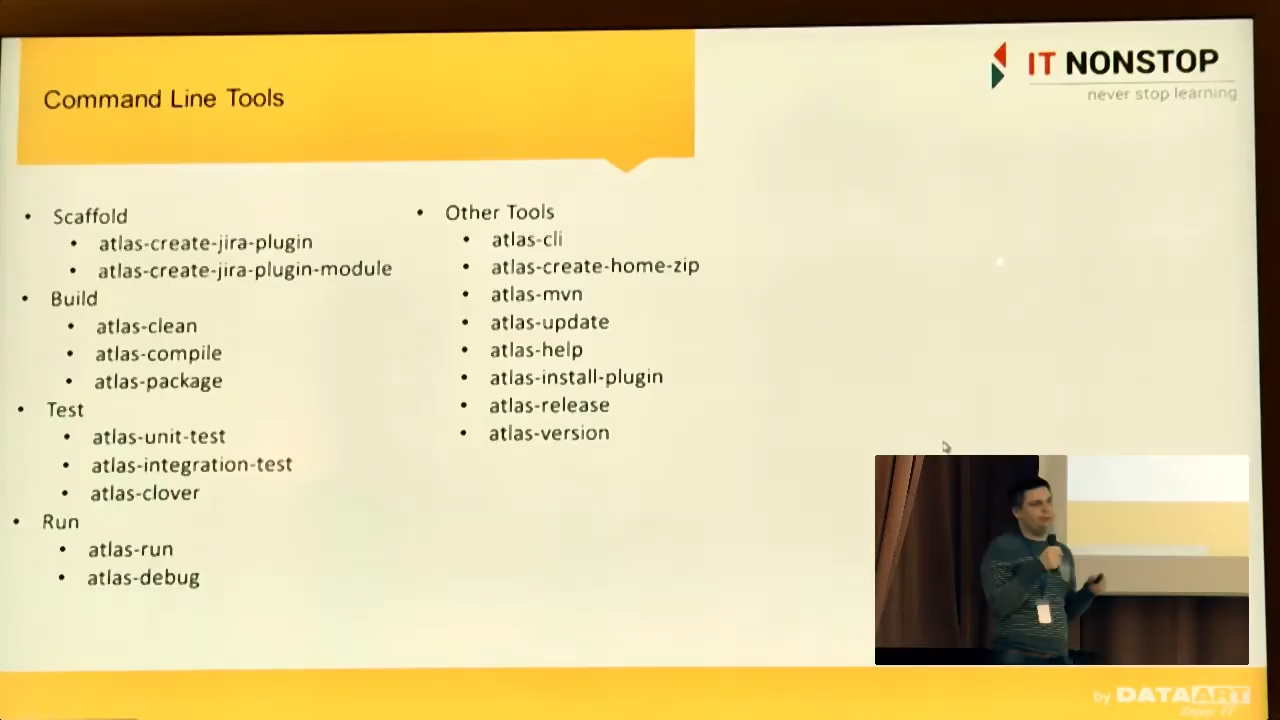 Command Line Tools
IT NONSTOP
never stop learning
• Scaffold
• atlas-create-jira-plugin
• atlas-create-jira-plugin-module
• Build
• atlas-clean
• atlas-compile
• atlas-package
• Test
• atlas-unit-test
• atlas-integration-test
• atlas-clover
• Run
• atlas-run
• atlas-debug
• Other Tools
• atlas-cli
• atlas-create-home-zip
• atlas-mvn
• atlas-update
• atlas-help
• atlas-install-plugin
• atlas-release
• atlas-version
by DATAART